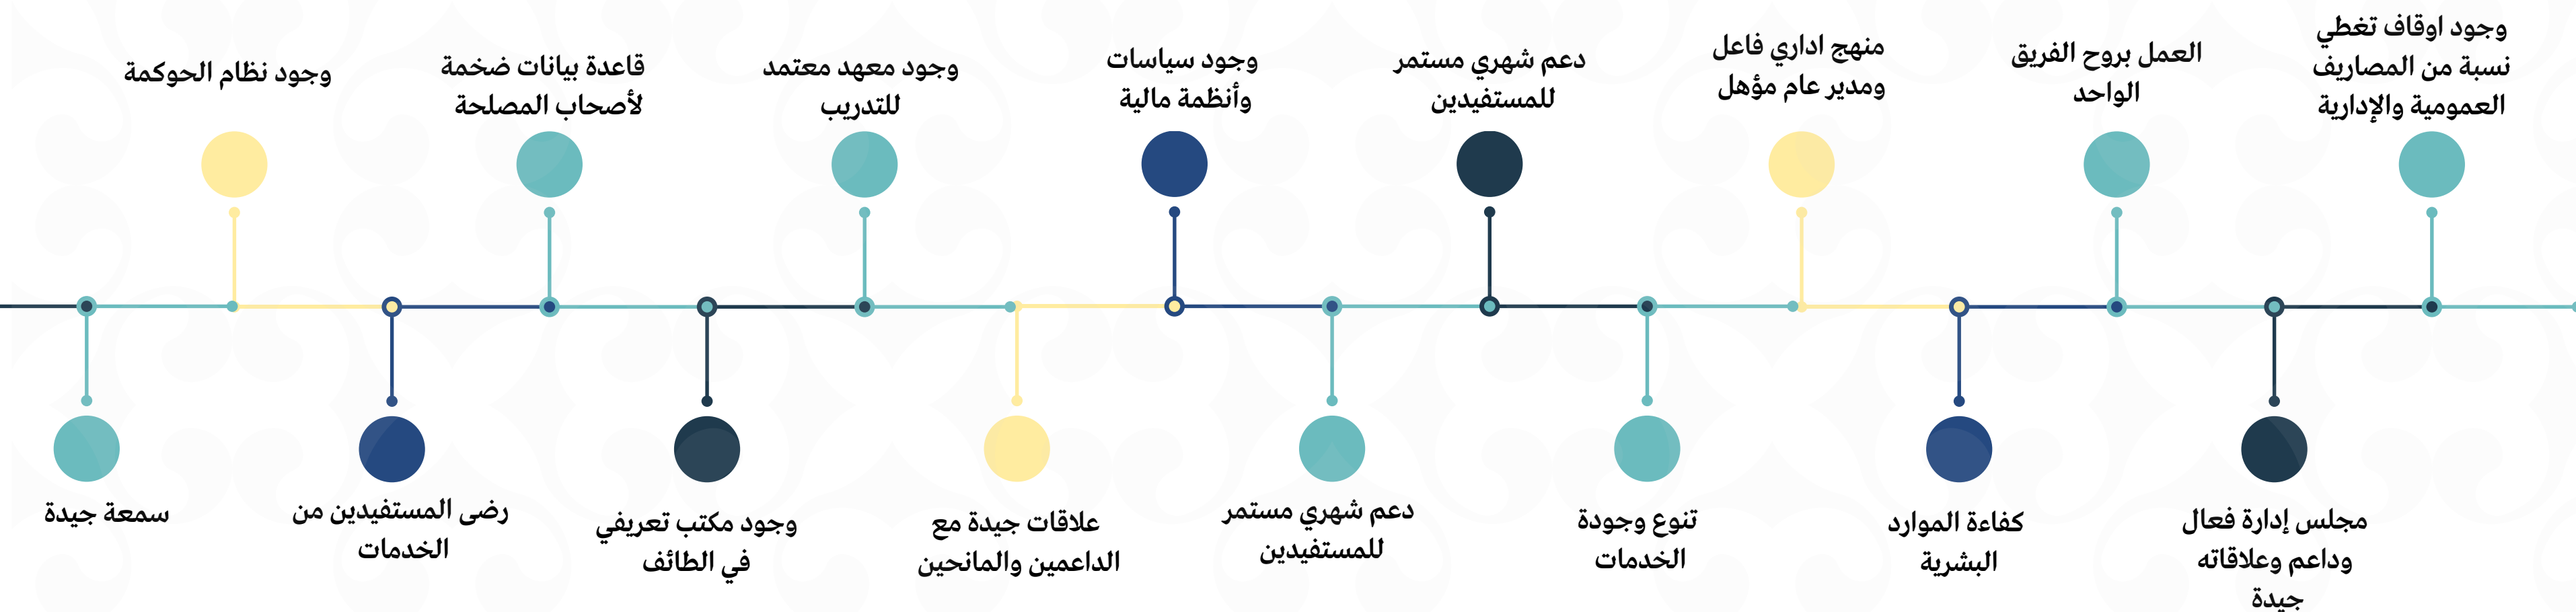 وجود اوقاف تغطي
نسبة من المصاريف
العمومية والإدارية
مجلس إدارة فعال
وداعم وعلاقاته
جيدة
العمل بروح الفريق
الواحد
كفاءة الموارد
البشرية
منهج اداري فاعل
ومدير عام مؤهل
تنوع وجودة
الخدمات
دعم شهري مستمر
للمستفيدين
دعم شهري مستمر
للمستفيدين
وجود سياسات
وأنظمة مالية
علاقات جيدة مع
الداعمين والمانحين
وجود معهد معتمد
للتدريب
وجود مكتب تعريفي
في الطائف
قاعدة بيانات ضخمة
لأصحاب المصلحة
رضى المستفيدين من
الخدمات
وجود نظام الحوكمة
سمعة جيدة